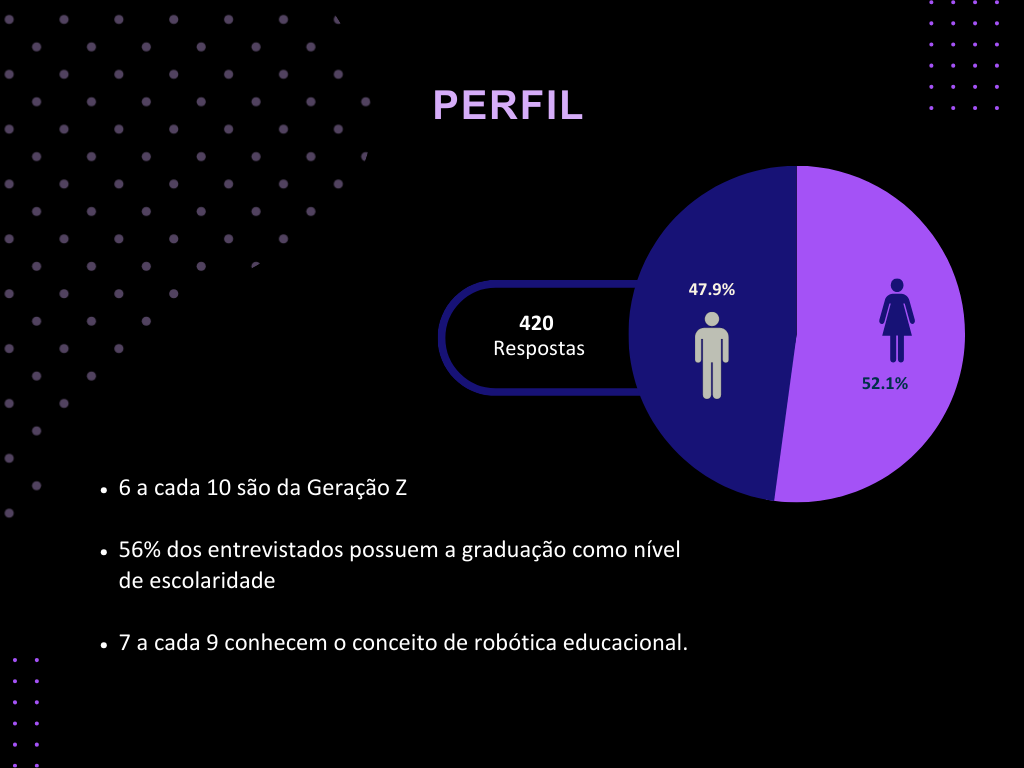 PERFIL
47.9%
420
Respostas
52.1%
• 6 a cada 10 são da Geração Z
• 56% dos entrevistados possuem a graduação como nível
de escolaridade
• 7 a cada 9 conhecem o conceito de robótica educacional.